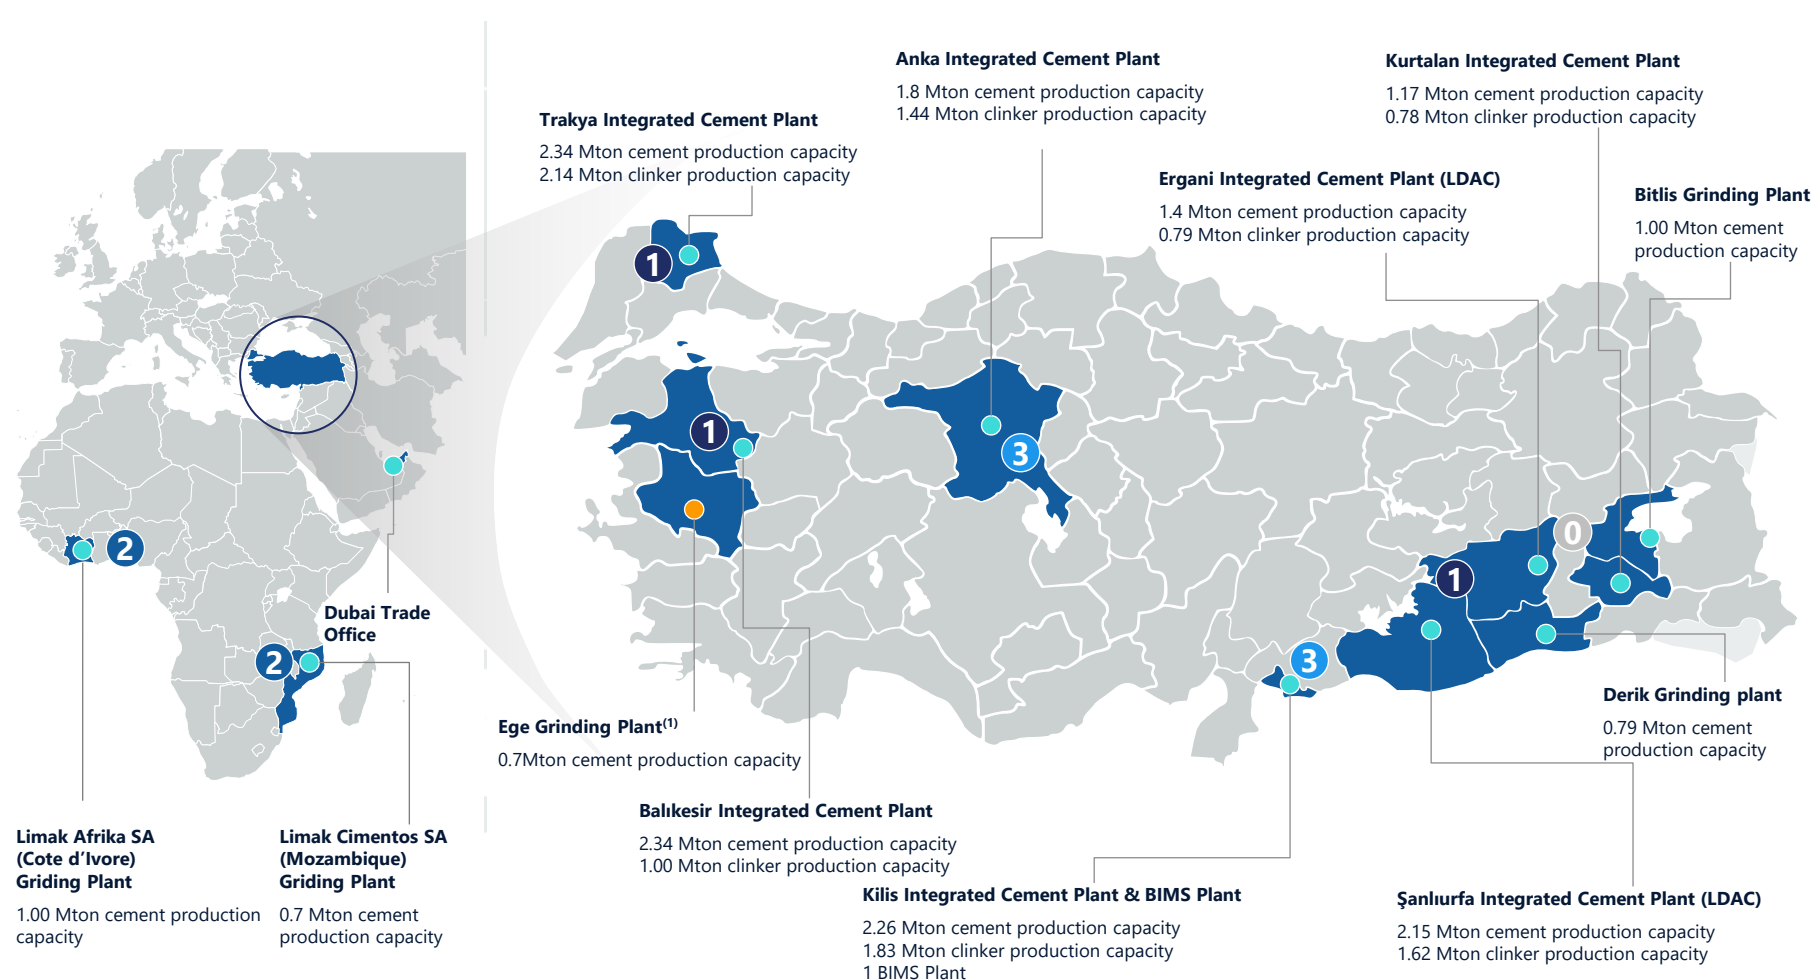 Anka Integrated Cement Plant
1.8 Mton cement production capacity
1.44 Mton clinker production capacity
Kurtalan Integrated Cement Plant
1.17 Mton cement production capacity
0.78 Mton clinker production capacity
Trakya Integrated Cement Plant
2.34 Mton cement production capacity
2.14 Mton clinker production capacity
Ergani Integrated Cement Plant (LDAC)
1.4 Mton cement production capacity
0.79 Mton clinker production capacity
Bitlis Grinding Plant
1.00 Mton cement
production capacity
1
1
3
0
1
3
2
2
Dubai Trade
Office
Ege Grinding Plant(1)
0.7Mton cement production capacity
Derik Grinding plant
0.79 Mton cement
production capacity
Balıkesir Integrated Cement Plant
2.34 Mton cement production capacity
1.00 Mton clinker production capacity
Limak Afrika SA
(Cote d’Ivore)
Griding Plant
1.00 Mton cement production
capacity
Limak Cimentos SA
(Mozambique)
Griding Plant
0.7 Mton cement
production capacity
Kilis Integrated Cement Plant & BIMS Plant
2.26 Mton cement production capacity
1.83 Mton clinker production capacity
1 BIMS Plant
Şanlıurfa Integrated Cement Plant (LDAC)
2.15 Mton cement production capacity
1.62 Mton clinker production capacity